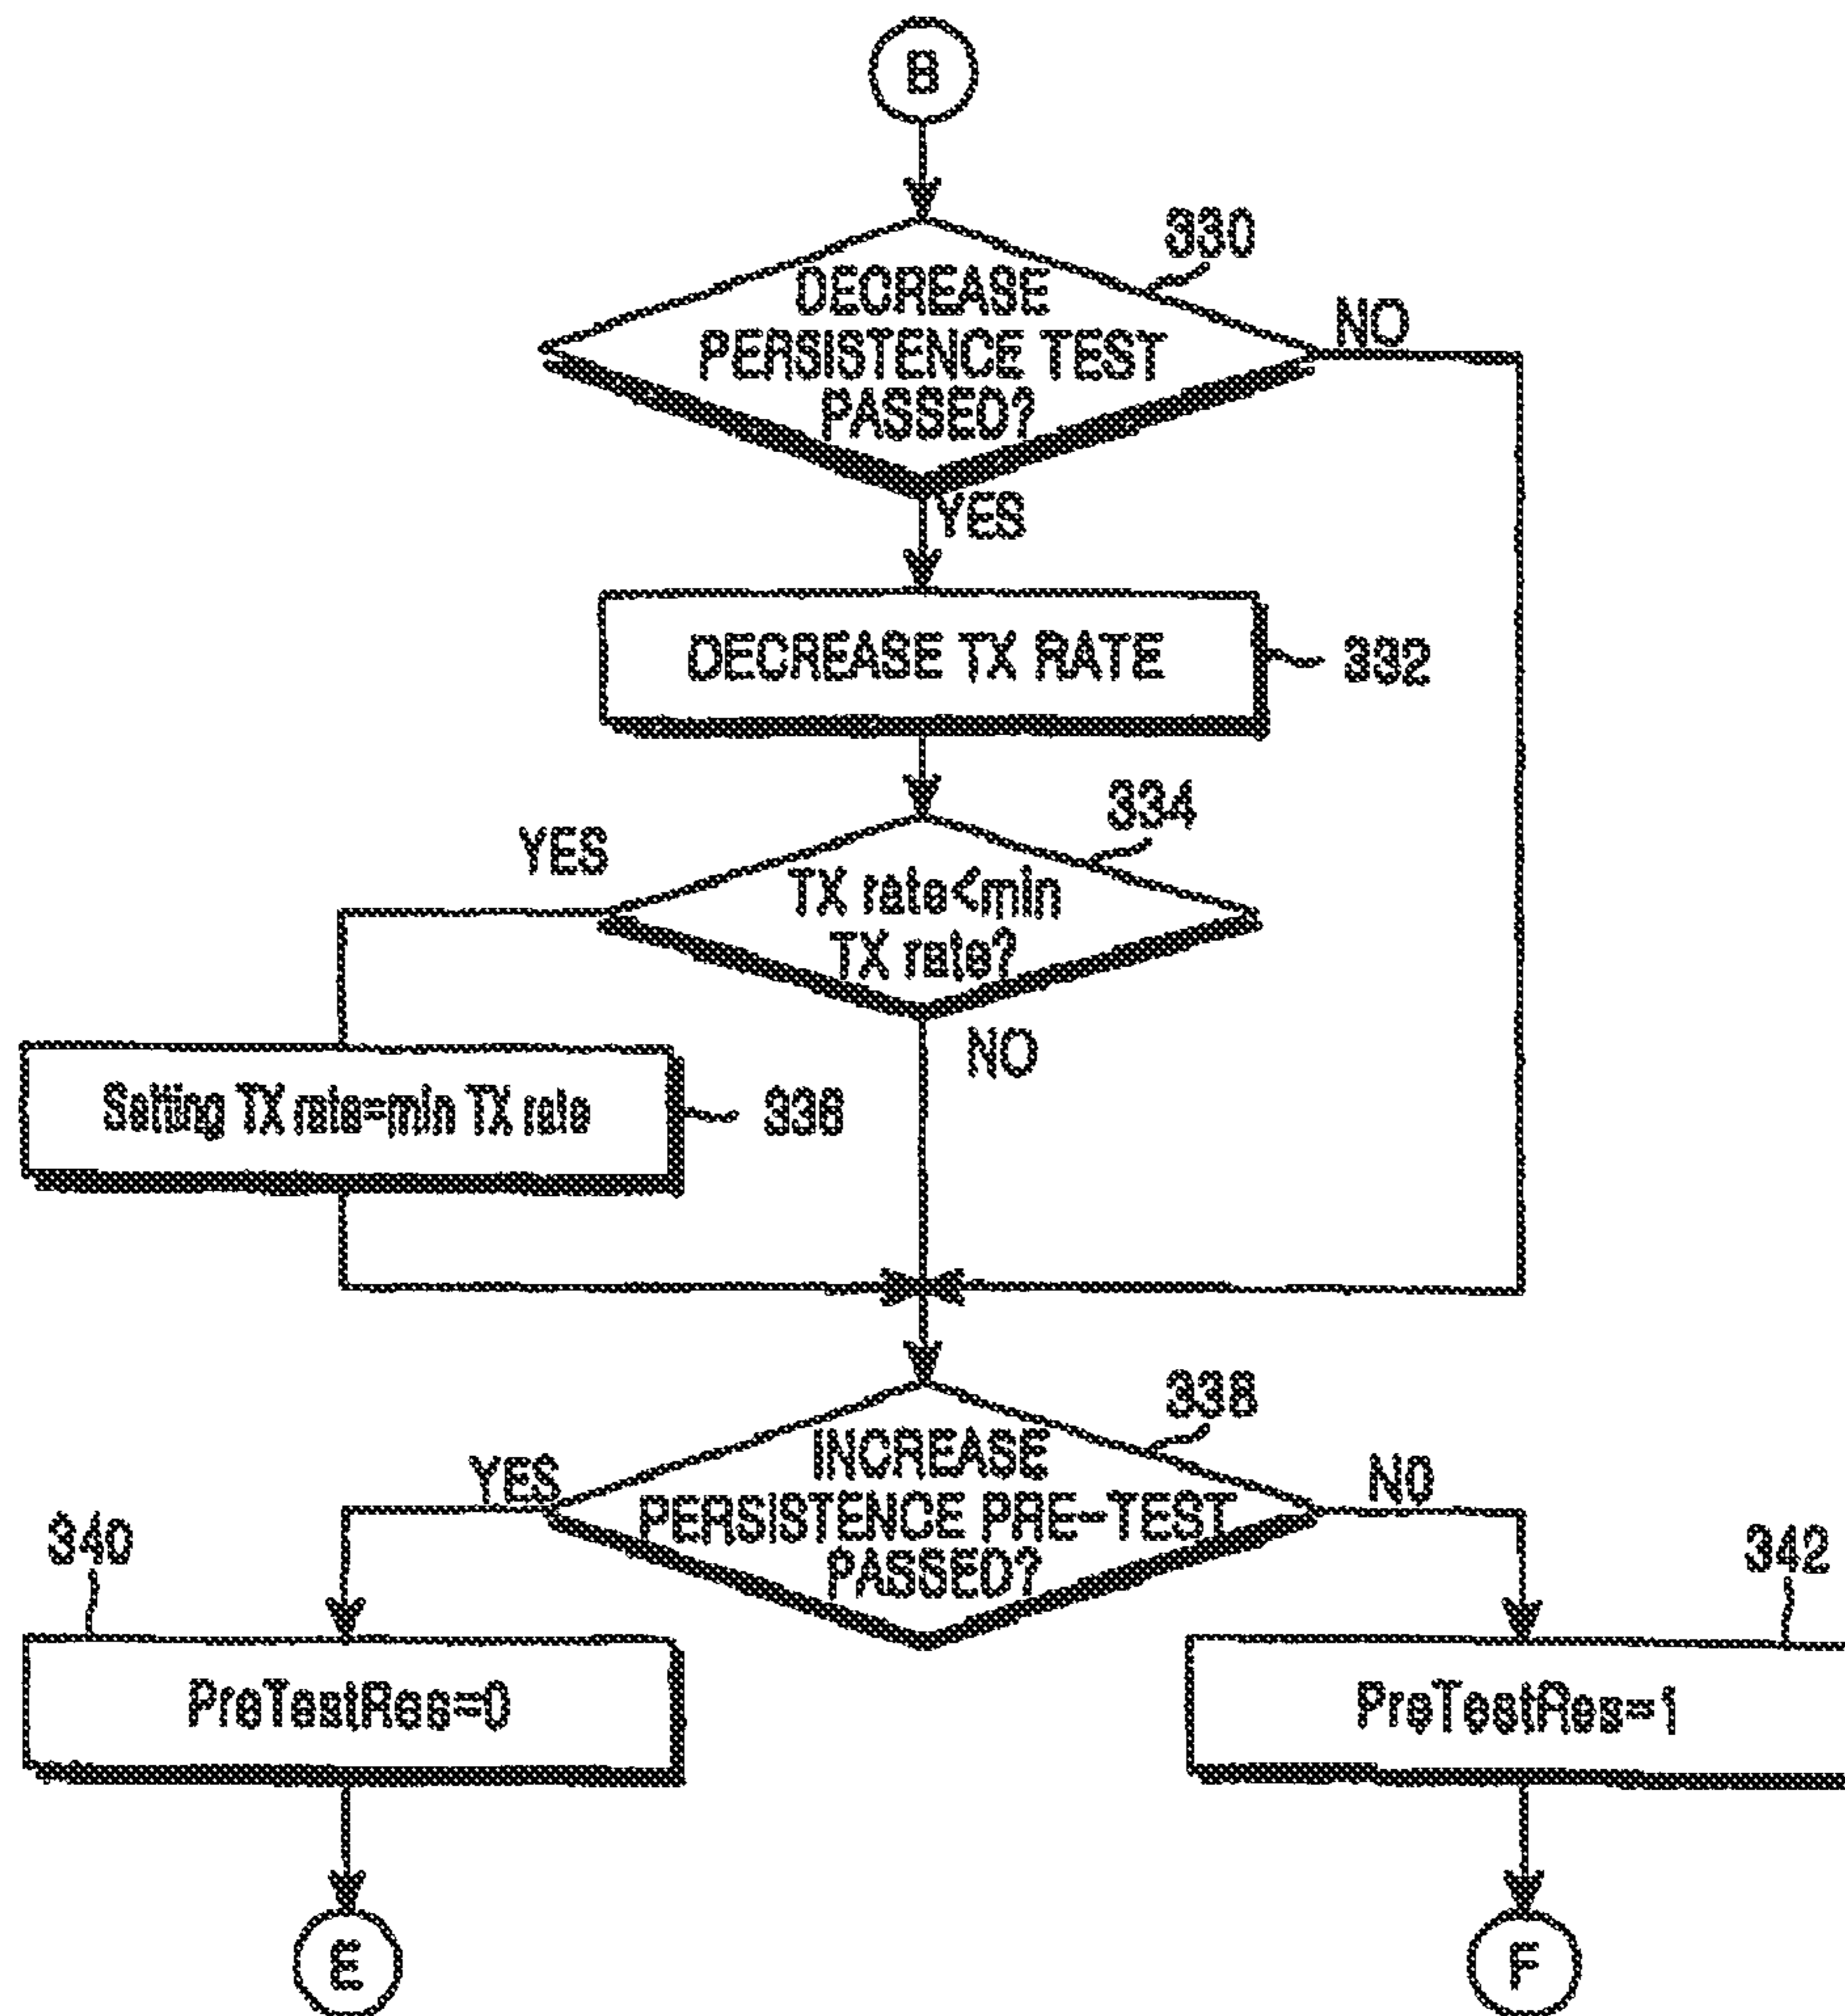 B
330
DECREASE
PERSISTENCE TEST
PASSED?
NO
YES
DECREASE TX RATE
332
334
YES
TX rate<min
TX rate?
NO
Setting TX rate=min TX rate
336
338
INCREASE
PERSISTENCE PRE-TEST
PASSED?
YES
NO
340
342
PreTestRes=0
PreTestRes=1
E
F